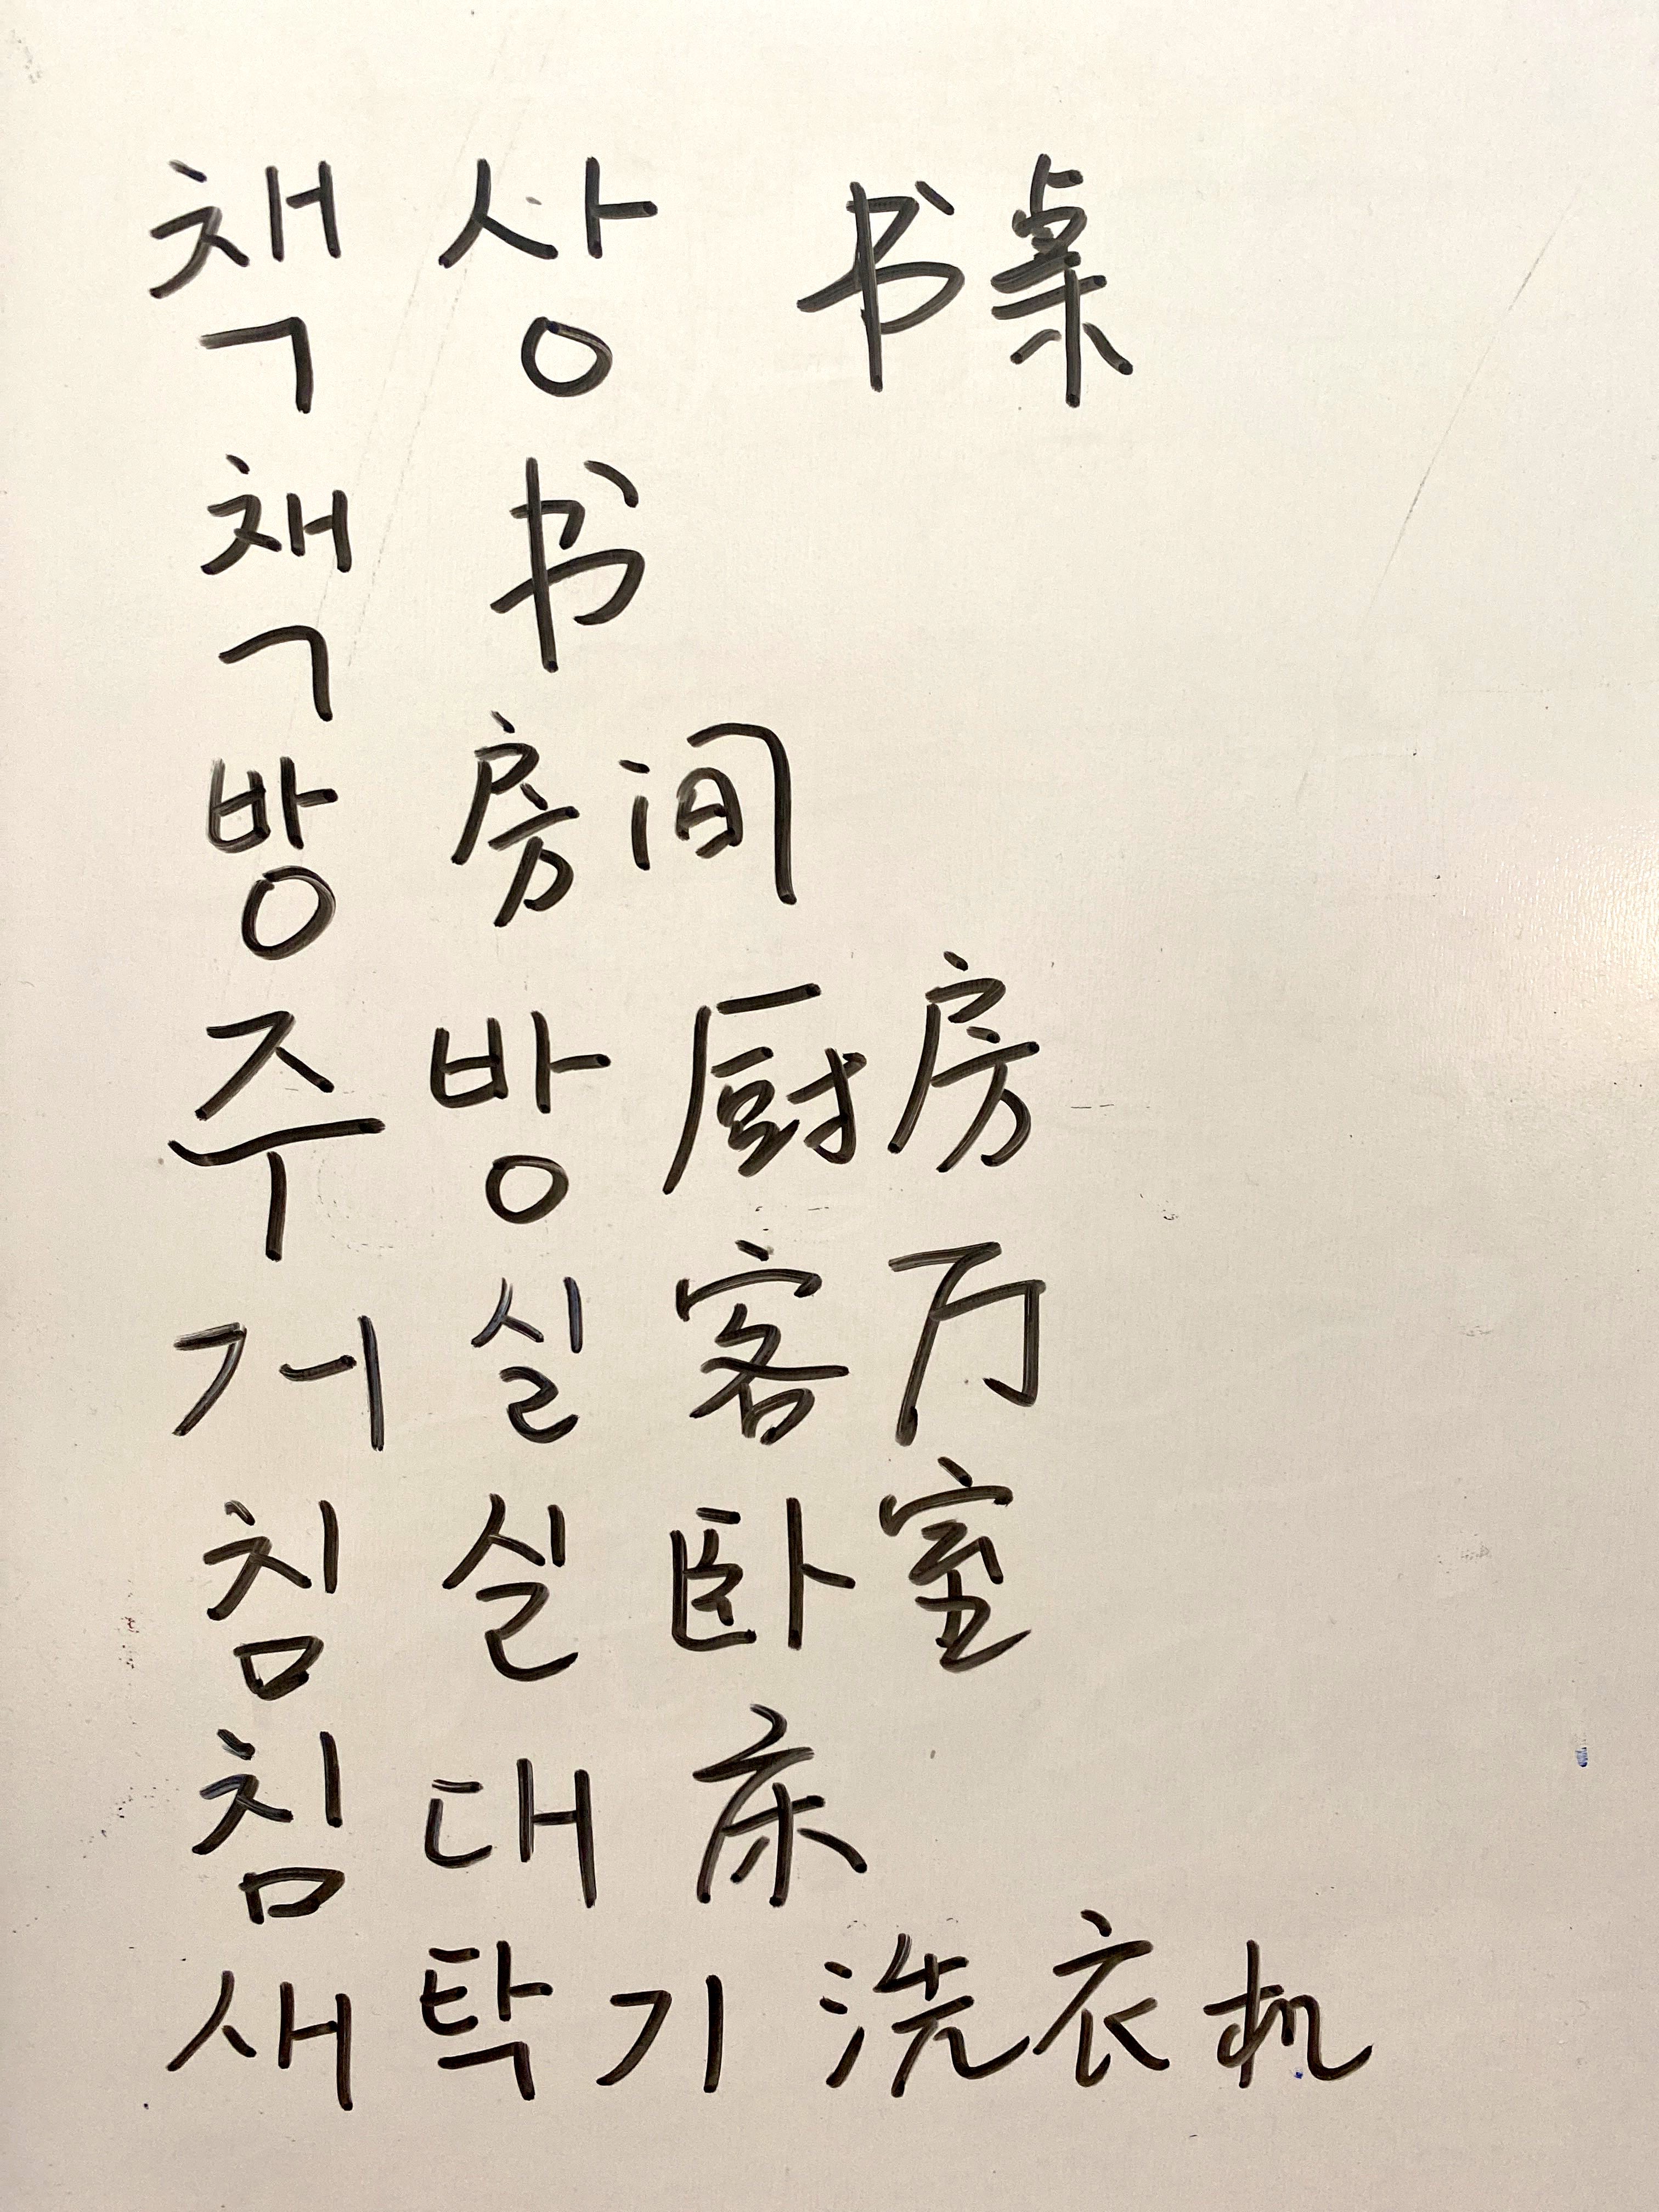 책 상 书桌
책 书
방 房间
주 방 厨房
거 실 客厅
침 실 卧室
침 대 床
새 탁 기 洗衣机